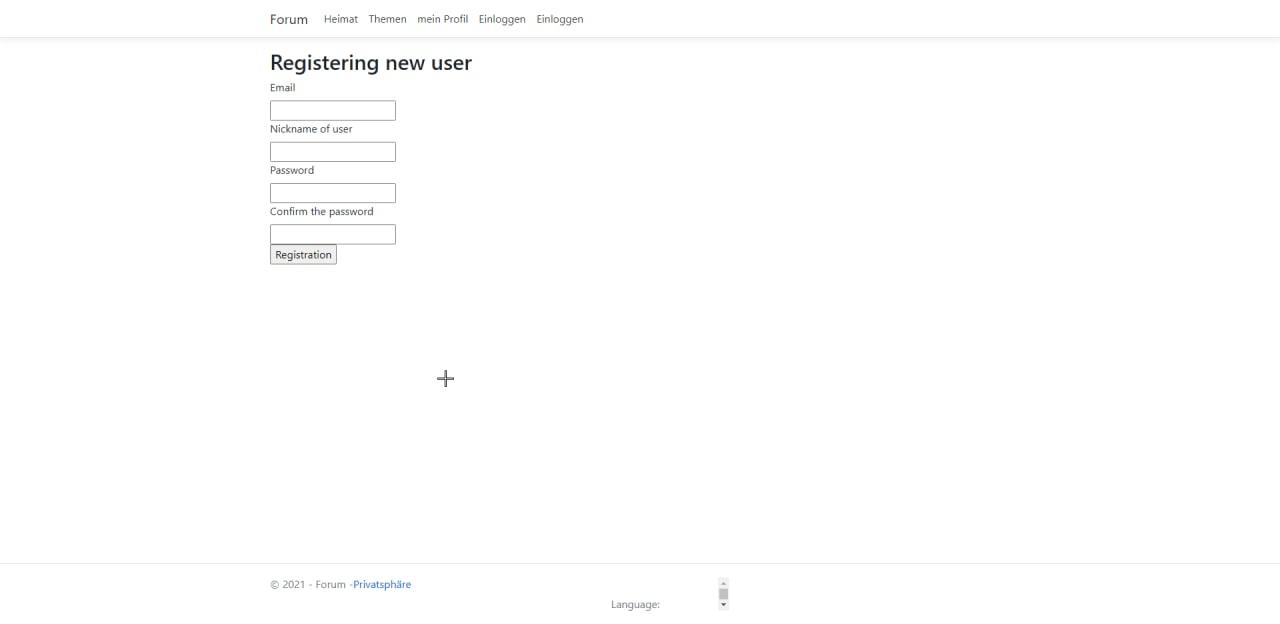 Forum Heimat Themen mein Profil Einloggen Einloggen
Registering new user
Email
Nickname of user
Password
Confirm the password
Registration
© 2021 - Forum -Privatsphäre
Language: